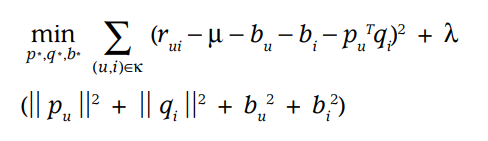 min p*,q*,b* ∑ (u,i)∈κ (r_ui − μ − b_u − b_i − p_u^T q_i)² + λ
(|| p_u ||² + || q_i ||² + b_u² + b_i²)